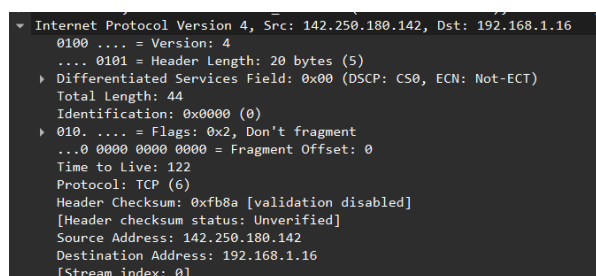 Internet Protocol Version 4, Src: 142.250.180.142, Dst: 192.168.1.16
0100 .... = Version: 4
.... 0101 = Header Length: 20 bytes (5)
Differentiated Services Field: 0x00 (DSCP: CS0, ECN: Not-ECT)
Total Length: 44
Identification: 0x0000 (0)
010. .... = Flags: 0x2, Don't fragment
...0 0000 0000 0000 = Fragment Offset: 0
Time to Live: 122
Protocol: TCP (6)
Header Checksum: 0xfb8a [validation disabled]
[Header checksum status: Unverified]
Source Address: 142.250.180.142
Destination Address: 192.168.1.16
[Stream index: 0]